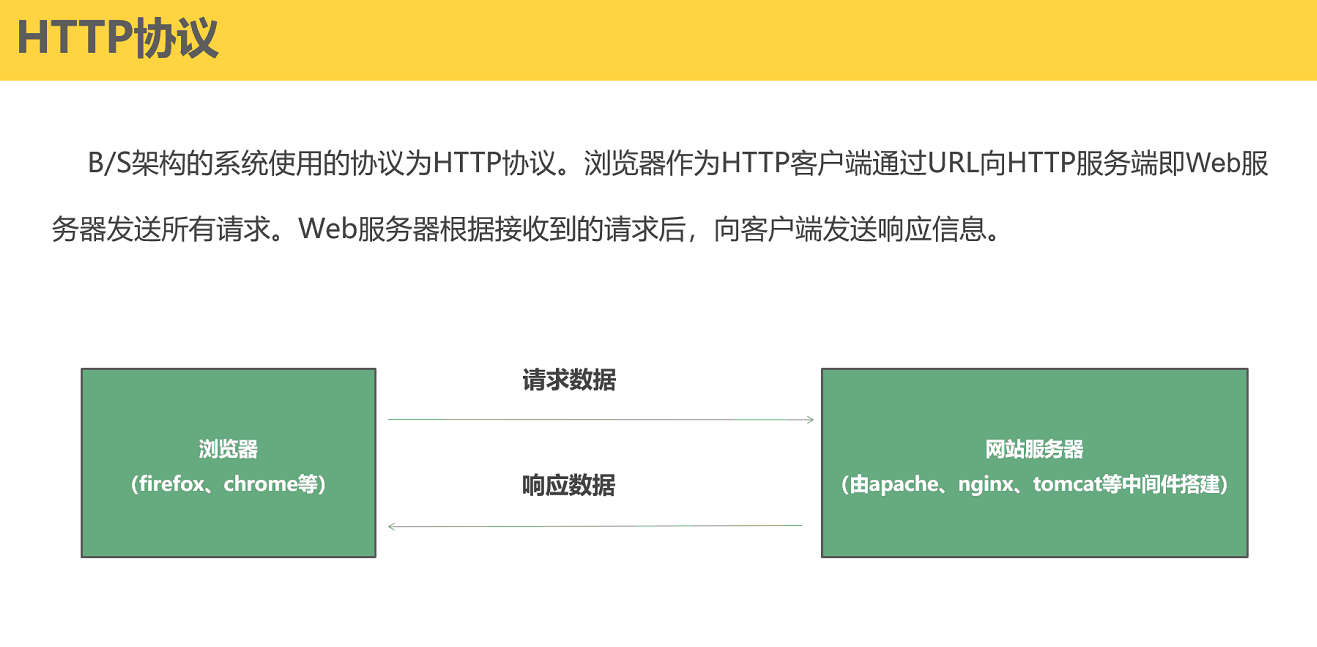 HTTP协议
B/S架构的系统使用的协议为HTTP协议。浏览器作为HTTP客户端通过URL向HTTP服务端即Web服
务器发送所有请求。Web服务器根据接收到的请求后，向客户端发送响应信息。
请求数据
浏览器
（firefox、chrome等）
网站服务器
（由apache、nginx、tomcat等中间件搭建）
响应数据